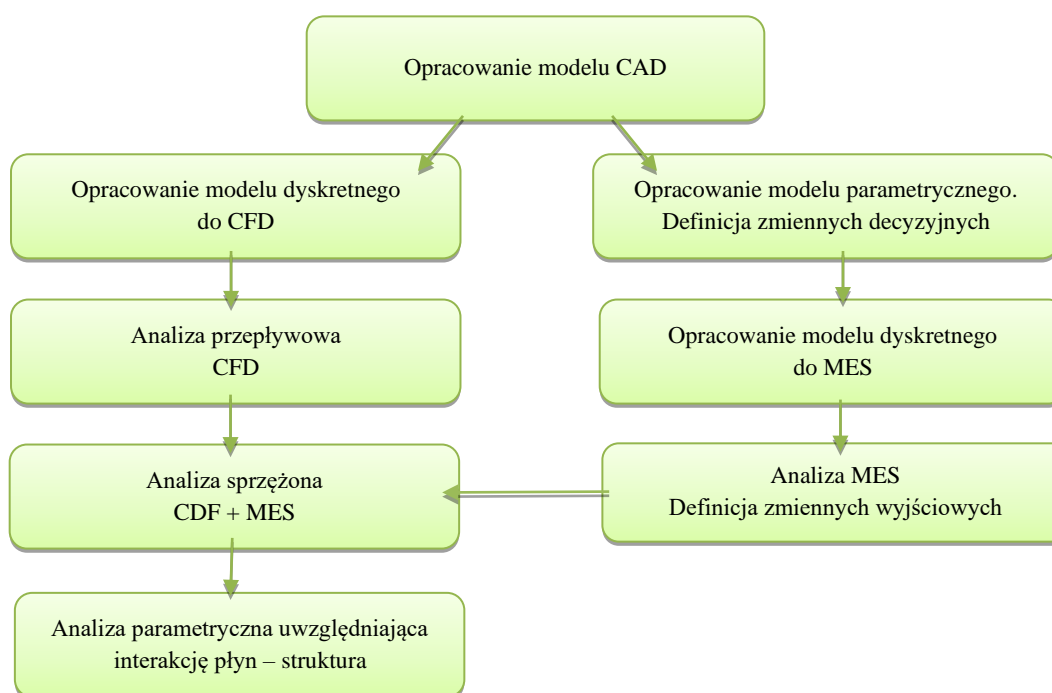 Opracowanie modelu CAD
Opracowanie modelu dyskretnego
do CFD
Opracowanie modelu parametrycznego.
Definicja zmiennych decyzyjnych
Analiza przepływowa
CFD
Opracowanie modelu dyskretnego
do MES
Analiza sprzężona
CDF + MES
Analiza MES
Definicja zmiennych wyjściowych
Analiza parametryczna uwzględniająca
interakcję płyn – struktura